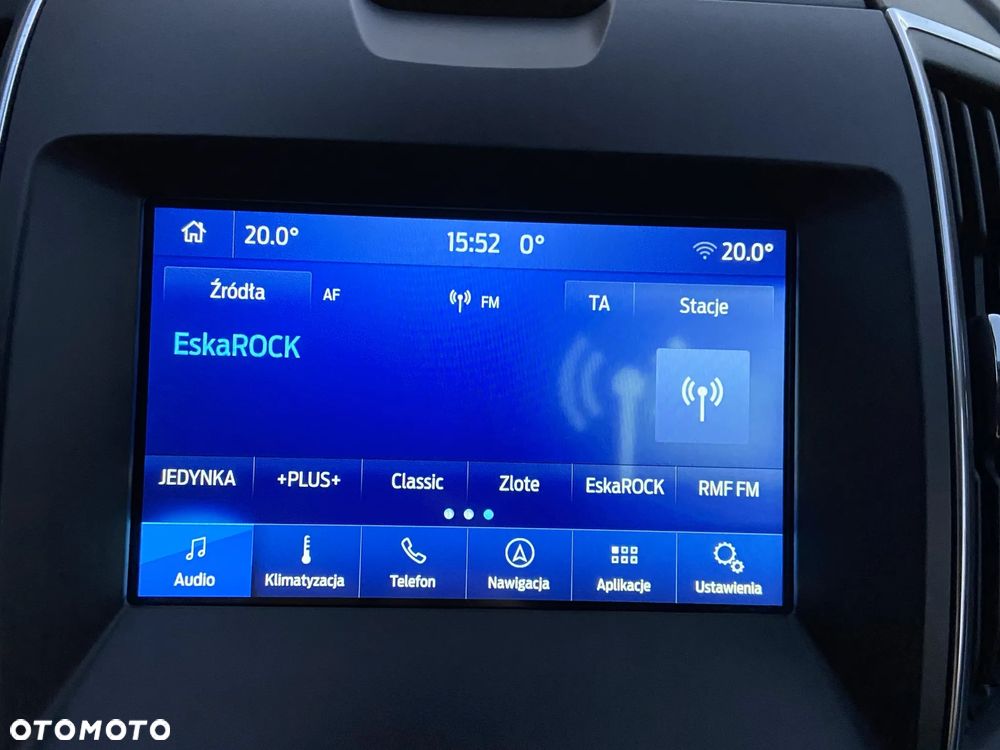 20.0° 15:52 0° 20.0°
Źródła AF FM TA Stacje
EskaROCK
JEDYNKA +PLUS+ Classic Zlote EskaROCK RMF FM
Audio Klimatyzacja Telefon Nawigacja Aplikacje Ustawienia
OTOMOTO